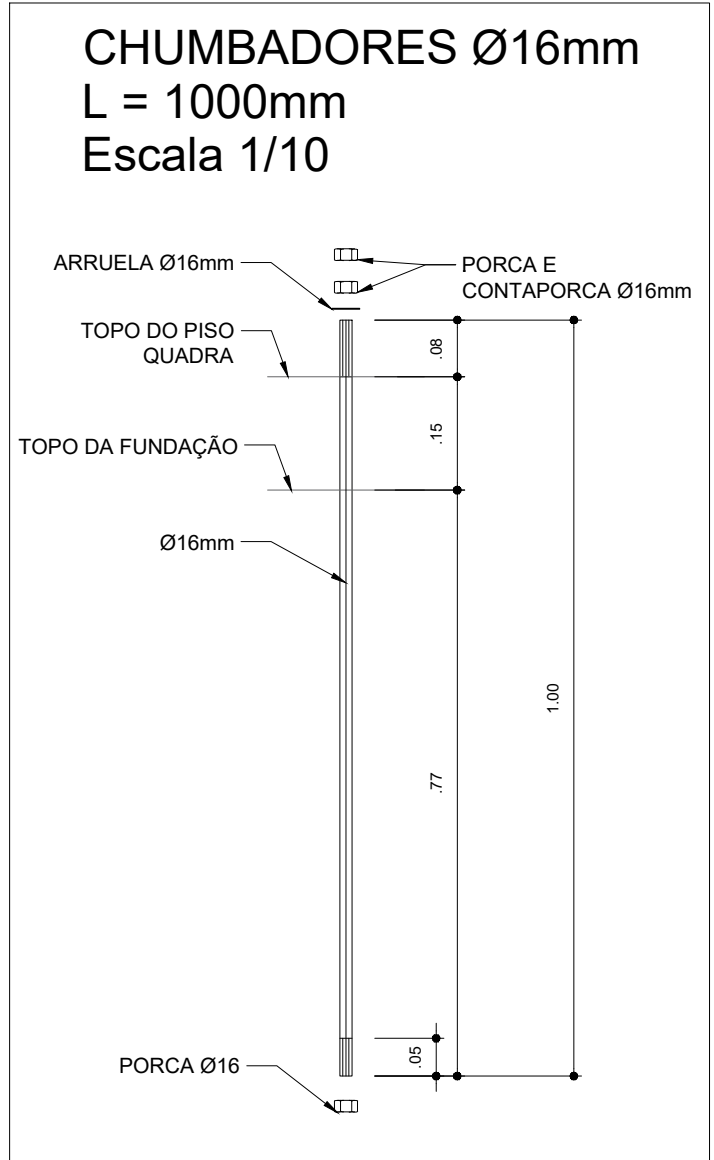 CHUMBADORES Ø16mm
L = 1000mm
Escala 1/10
ARRUELA Ø16mm
PORCA E
CONTAPORCA Ø16mm
TOPO DO PISO
QUADRA
.08
.15
TOPO DA FUNDAÇÃO
Ø16mm
1.00
.77
.05
PORCA Ø16